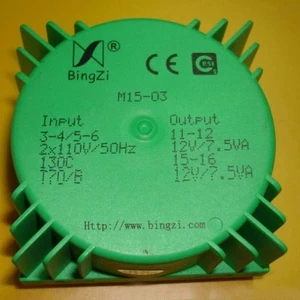 ®
BingZi
CE
M15-03
Input Output
3-4/5-6 11-12
2x110V/50Hz 12V/7.5VA
130C 15-16
T70/B 12V/7.5VA
Http://www.bingzi.com